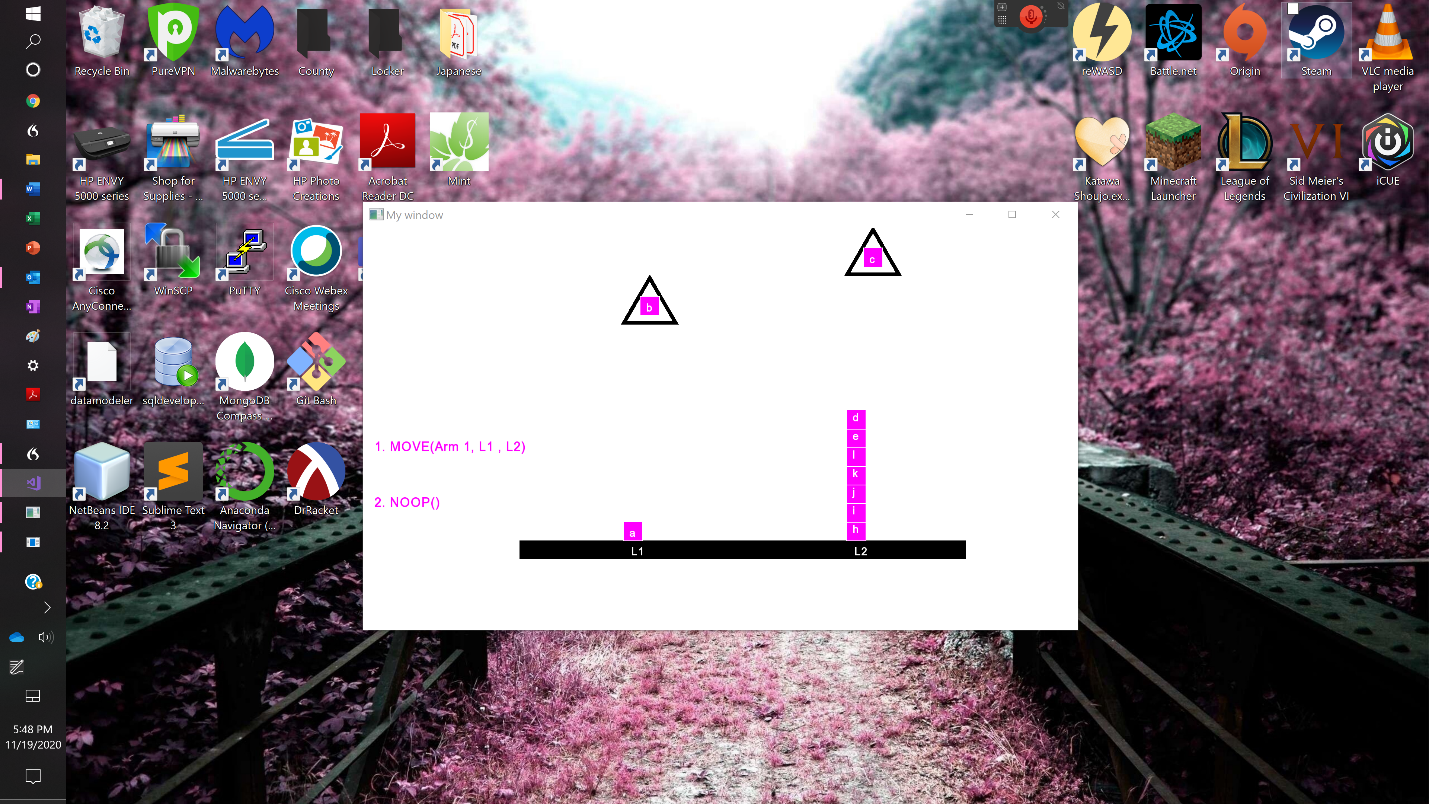 Recycle Bin
PureVPN
Malwarebytes
County
Locker
Japanese
reWASD
Battle.net
Origin
Steam
VLC media
player
HP ENVY
5000 series
Shop for
Supplies - ...
HP ENVY
5000 se...
HP Photo
Creations
Acrobat
Reader DC
Mint
Katawa
Shoujo.ex...
Minecraft
Launcher
League of
Legends
VI
Sid Meier's
Civilization VI
iCUE
Cisco
AnyConne...
WinSCP
PuTTY
Cisco Webex
Meetings
datamodeler
sqldevelop...
MongoDB
Compass ...
Git Bash
NetBeans IDE
8.2
Sublime Text
3
Anaconda
Navigator (...
DrRacket
My window
c
b
d
e
1. MOVE(Arm 1, L1 , L2)
l
k
j
2. NOOP()
I
a
h
L1
L2
5:48 PM
11/19/2020